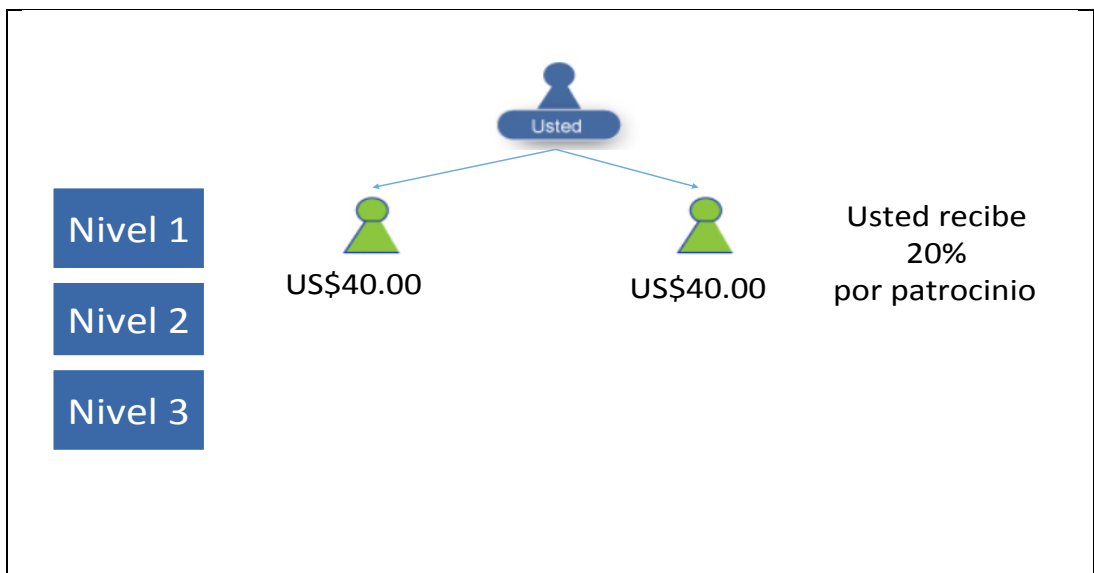 Usted
Nivel 1
US$40.00
US$40.00
Usted recibe
20%
por patrocinio
Nivel 2
Nivel 3